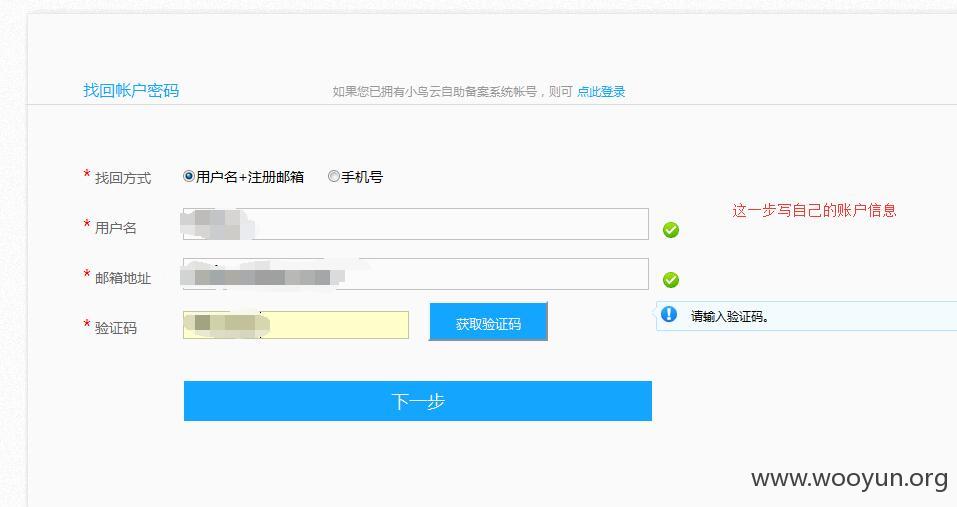 找回帐户密码 如果您已拥有小鸟云自助备案系统帐号，则可 点此登录
* 找回方式 用户名+注册邮箱 手机号
这一步写自己的账户信息
* 用户名
* 邮箱地址
* 验证码 获取验证码 请输入验证码。
下一步
www.wooyun.org